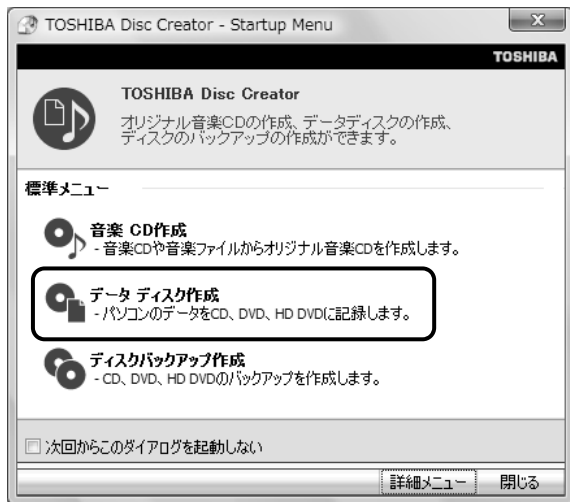 TOSHIBA Disc Creator - Startup Menu
TOSHIBA
TOSHIBA Disc Creator
オリジナル音楽CDの作成、データディスクの作成、
ディスクのバックアップの作成ができます。
標準メニュー
音楽 CD作成
- 音楽CDや音楽ファイルからオリジナル音楽CDを作成します。
データ ディスク作成
- パソコンのデータをCD、DVD、HD DVDに記録します。
ディスクバックアップ作成
- CD、DVD、HD DVDのバックアップを作成します。
次回からこのダイアログを起動しない
詳細メニュー 閉じる